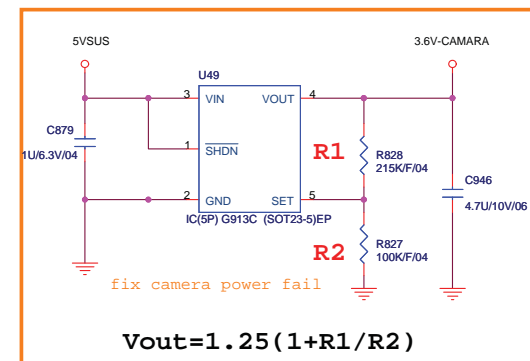 5VSUS
3.6V-CAMARA
U49
3
VIN
VOUT
4
C879
1U/6.3V/04
1
SHDN
R1
R828
215K/F/04
C946
4.7U/10V/06
2
GND
SET
5
IC(5P) G913C (SOT23-5)EP
R2
R827
100K/F/04
fix camera power fail
Vout=1.25(1+R1/R2)